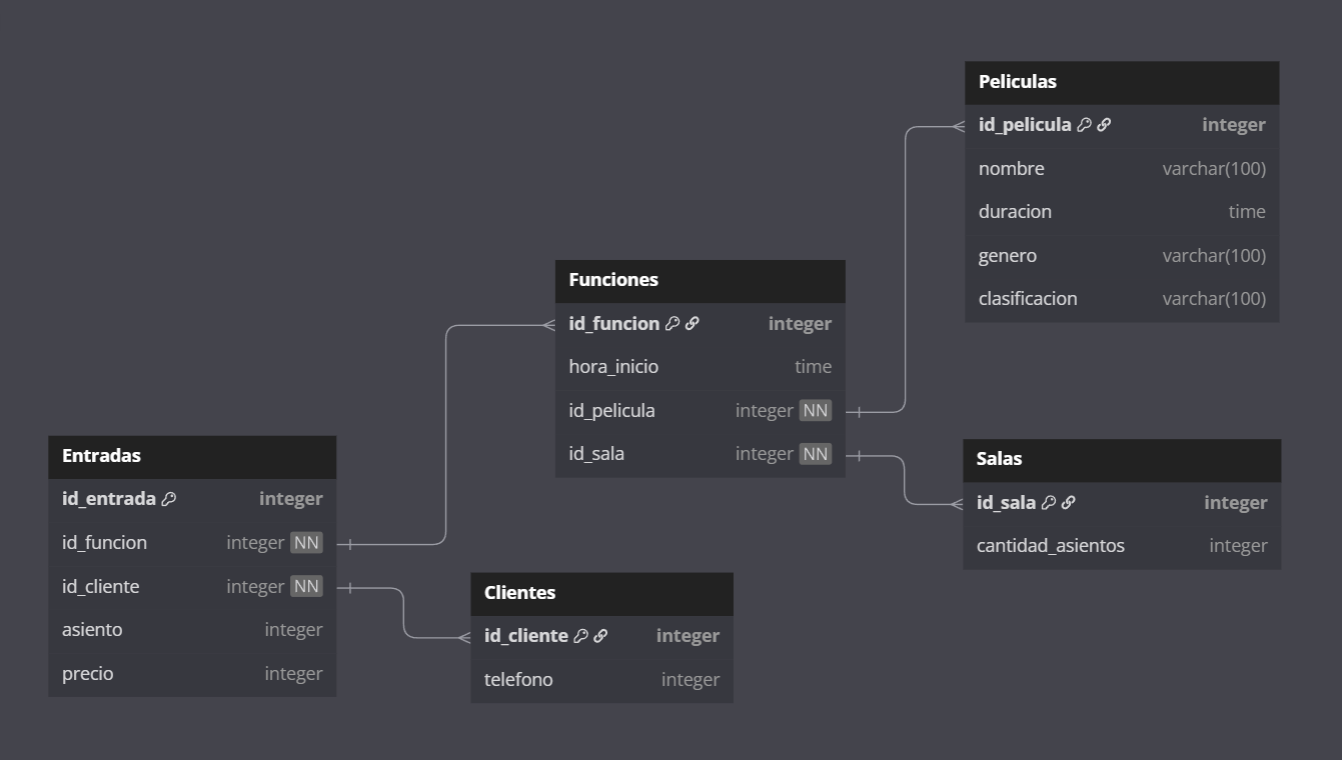 Peliculas
id_pelicula integer
nombre varchar(100)
duracion time
genero varchar(100)
clasificacion varchar(100)
Funciones
id_funcion integer
hora_inicio time
id_pelicula integer NN
id_sala integer NN
Entradas
id_entrada integer
id_funcion integer NN
id_cliente integer NN
asiento integer
precio integer
Salas
id_sala integer
cantidad_asientos integer
Clientes
id_cliente integer
telefono integer